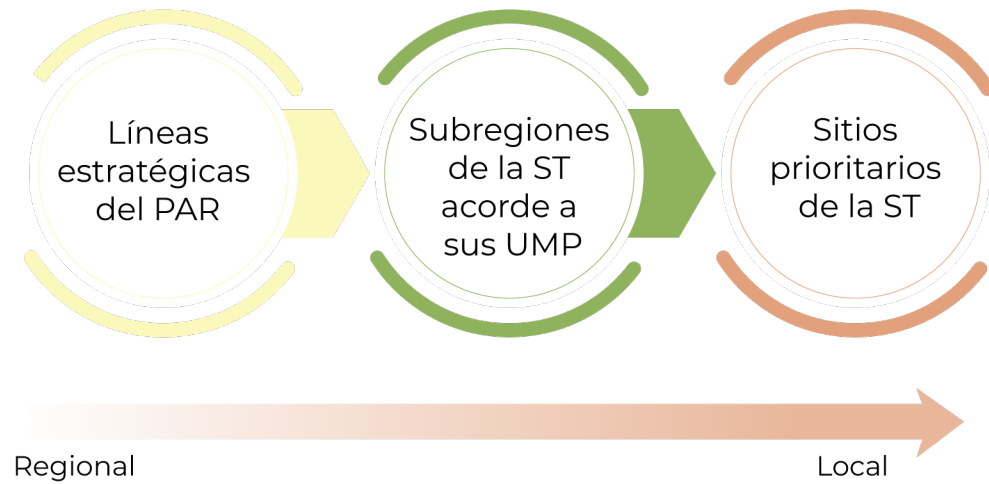 Líneas
estratégicas
del PAR
Subregiones
de la ST
acorde a
sus UMP
Sitios
prioritarios
de la ST
Regional
Local